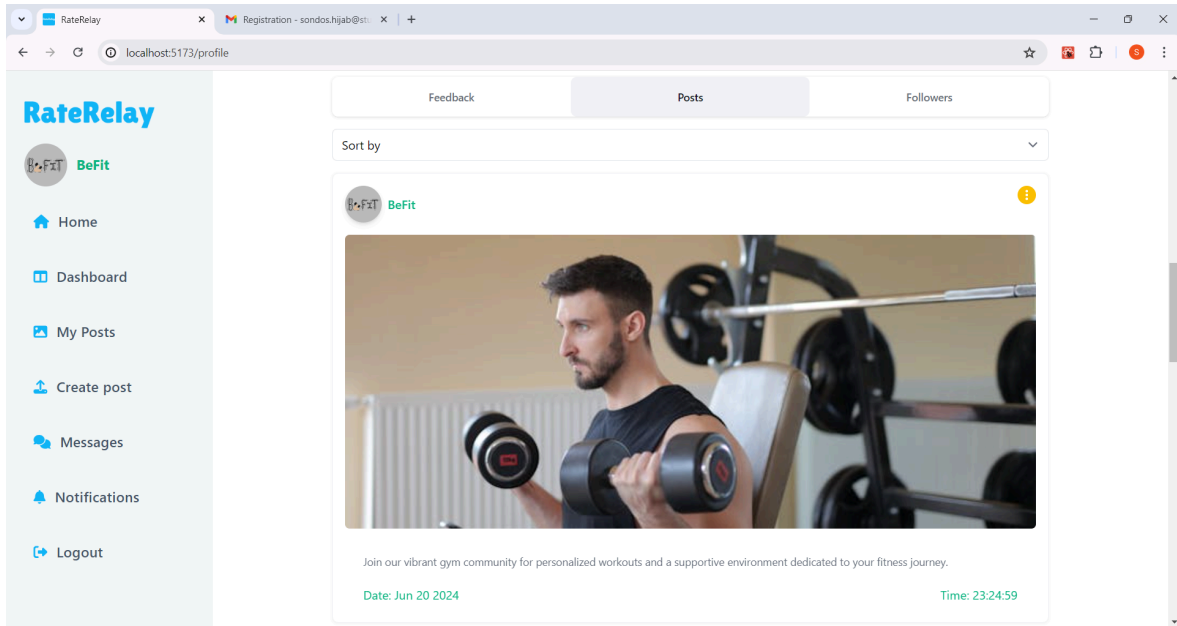 RateRelay
Registration - sondos.hijab@st
localhost:5173/profile
S
RateRelay
BeFIT
BeFit
Home
Dashboard
My Posts
Create post
Messages
Notifications
Logout
Feedback
Posts
Followers
Sort by
BeFIT
BeFit
Join our vibrant gym community for personalized workouts and a supportive environment dedicated to your fitness journey.
Date: Jun 20 2024
Time: 23:24:59